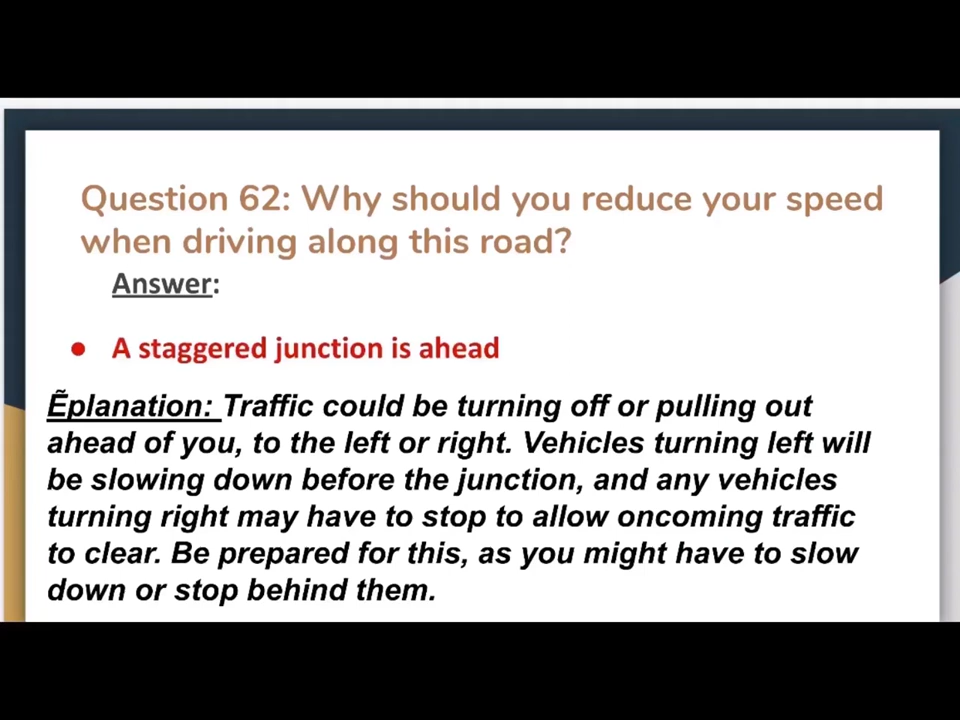 Question 62: Why should you reduce your speed
when driving along this road?
Answer:
● A staggered junction is ahead
Ẽplanation: Traffic could be turning off or pulling out
ahead of you, to the left or right. Vehicles turning left will
be slowing down before the junction, and any vehicles
turning right may have to stop to allow oncoming traffic
to clear. Be prepared for this, as you might have to slow
down or stop behind them.